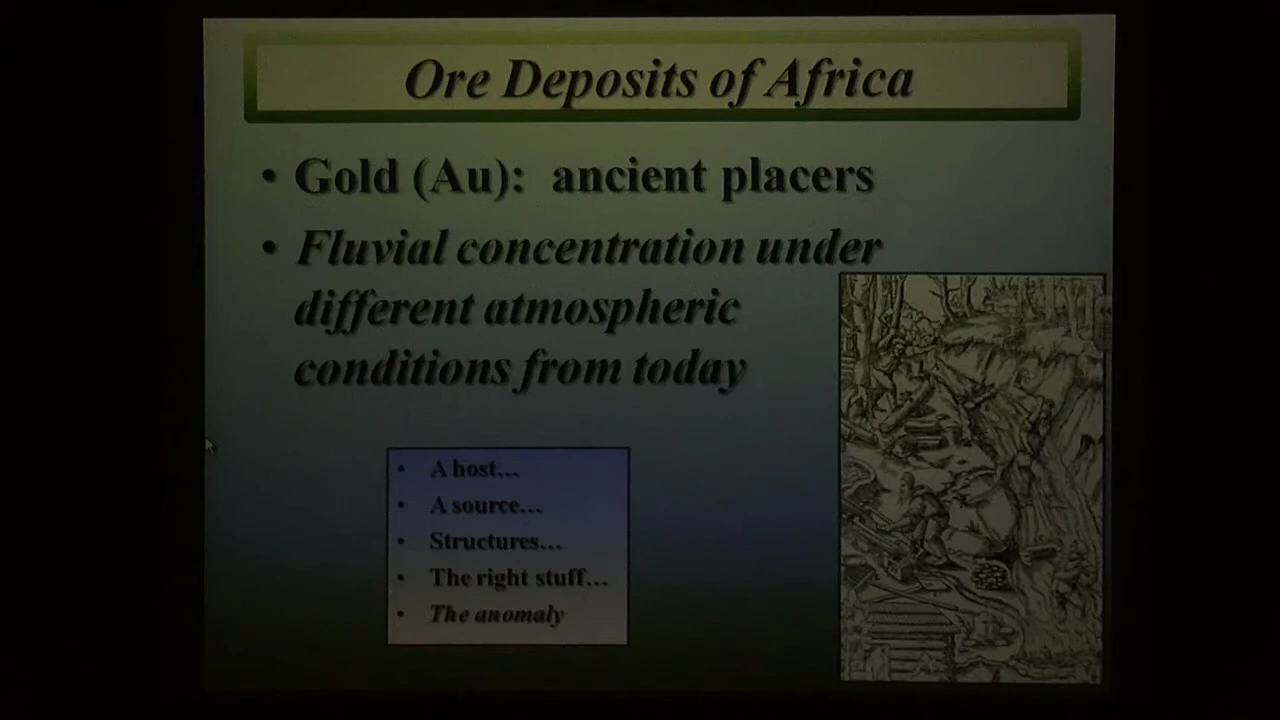 Ore Deposits of Africa
• Gold (Au): ancient placers
• Fluvial concentration under
different atmospheric
conditions from today
• A host...
• A source...
• Structures...
• The right stuff...
• The anomaly